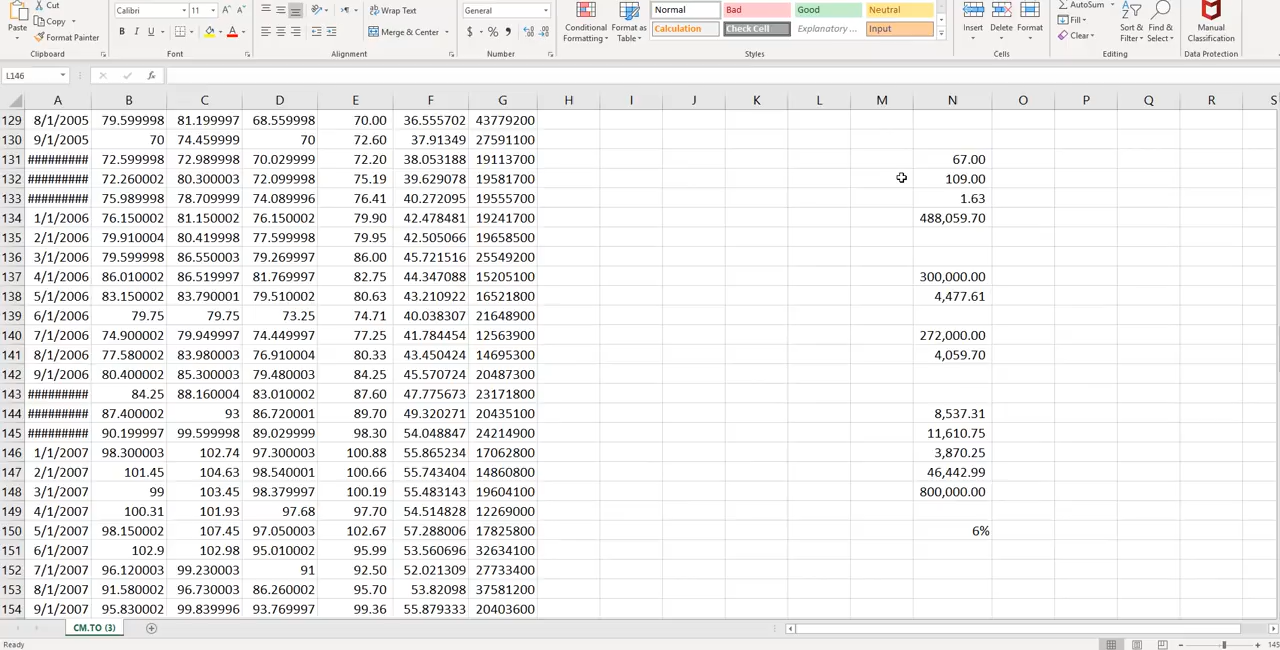 Cut
Calibri 11 A^ A˅ Wrap Text General Normal Bad Good Neutral AutoSum
Paste Copy Conditional Format as Calculation Check Cell Explanatory ... Input Insert Delete Format Fill Sort & Find & Manual
Format Painter B I U A Merge & Center $ % 9 Formatting Table Clear Filter Select Classification
Clipboard Font Alignment Number Styles Cells Editing Data Protection
L146 fx
A B C D E F G H I J K L M N O P Q R S
129 8/1/2005 79.599998 81.199997 68.559998 70.00 36.555702 43779200
130 9/1/2005 70 74.459999 70 72.60 37.91349 27591100
131 ######### 72.599998 72.989998 70.029999 72.20 38.053188 19113700 67.00
132 ######### 72.260002 80.300003 72.099998 75.19 39.629078 19581700 109.00
133 ######### 75.989998 78.709999 74.089996 76.41 40.272095 19555700 1.63
134 1/1/2006 76.150002 81.150002 76.150002 79.90 42.478481 19241700 488,059.70
135 2/1/2006 79.910004 80.419998 77.599998 79.95 42.505066 19658500
136 3/1/2006 79.599998 86.550003 79.269997 86.00 45.721516 25549200
137 4/1/2006 86.010002 86.519997 81.769997 82.75 44.347088 15205100 300,000.00
138 5/1/2006 83.150002 83.790001 79.510002 80.63 43.210922 16521800 4,477.61
139 6/1/2006 79.75 79.75 73.25 74.71 40.038307 21648900
140 7/1/2006 74.900002 79.949997 74.449997 77.25 41.784454 12563900 272,000.00
141 8/1/2006 77.580002 83.980003 76.910004 80.33 43.450424 14695300 4,059.70
142 9/1/2006 80.400002 85.300003 79.480003 84.25 45.570724 20487300
143 ######### 84.25 88.160004 83.010002 87.60 47.775673 23171800
144 ######### 87.400002 93 86.720001 89.70 49.320271 20435100 8,537.31
145 ######### 90.199997 99.599998 89.029999 98.30 54.048847 24214900 11,610.75
146 1/1/2007 98.300003 102.74 97.300003 100.88 55.865234 17062800 3,870.25
147 2/1/2007 101.45 104.63 98.540001 100.66 55.743404 14860800 46,442.99
148 3/1/2007 99 103.45 98.379997 100.19 55.483143 19604100 800,000.00
149 4/1/2007 100.31 101.93 97.68 97.70 54.514828 12269000
150 5/1/2007 98.150002 107.45 97.050003 102.67 57.288006 17825800 6%
151 6/1/2007 102.9 102.98 95.010002 95.99 53.560696 32634100
152 7/1/2007 96.120003 99.230003 91 92.50 52.021309 27733400
153 8/1/2007 91.580002 96.730003 86.260002 95.70 53.82098 37581200
154 9/1/2007 95.830002 99.839996 93.769997 99.36 55.879333 20403600
CM.TO (3)
Ready 145